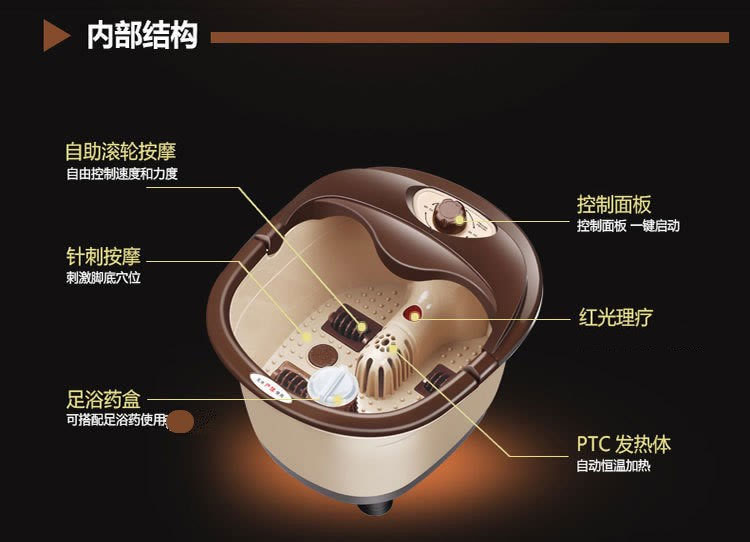 内部结构
自助滚轮按摩
自由控制速度和力度
控制面板
控制面板 一键启动
针刺按摩
刺激脚底穴位
红光理疗
足浴药盒
可搭配足浴药使用
PTC 发热体
自动恒温加热